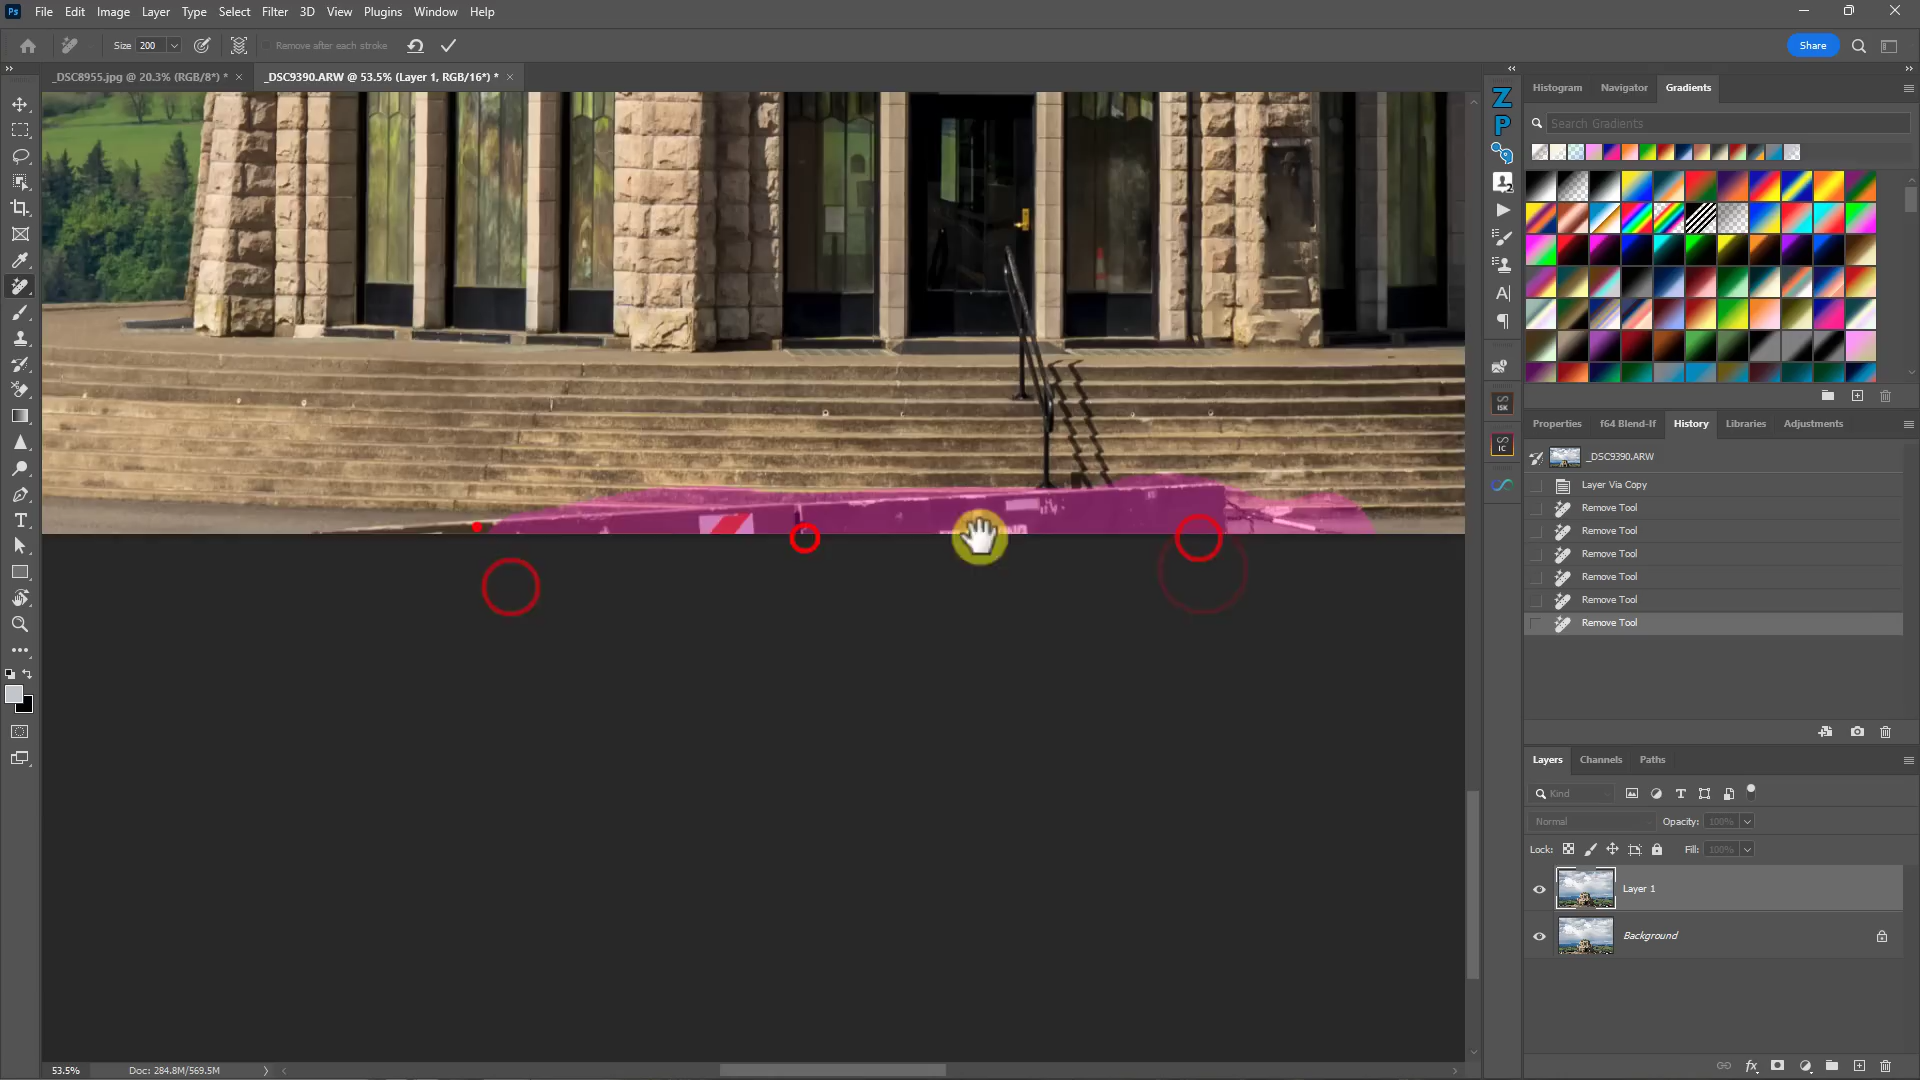 Ps File Edit Image Layer Type Select Filter 3D View Plugins Window Help
Size 200 Remove after each stroke Share
_DSC8955.jpg @ 20.3% (RGB/8*) * × _DSC9390.ARW @ 53.5% (Layer 1, RGB/16*) * ×
Histogram Navigator Gradients
Search Gradients
Properties f64 Blend-If History Libraries Adjustments
_DSC9390.ARW
Layer Via Copy
Remove Tool
Remove Tool
Remove Tool
Remove Tool
Remove Tool
Remove Tool
ISK
IC
Layers Channels Paths
Kind
Normal Opacity: 100%
Lock: Fill: 100%
Layer 1
Background
53.5% Doc: 284.8M/569.5M